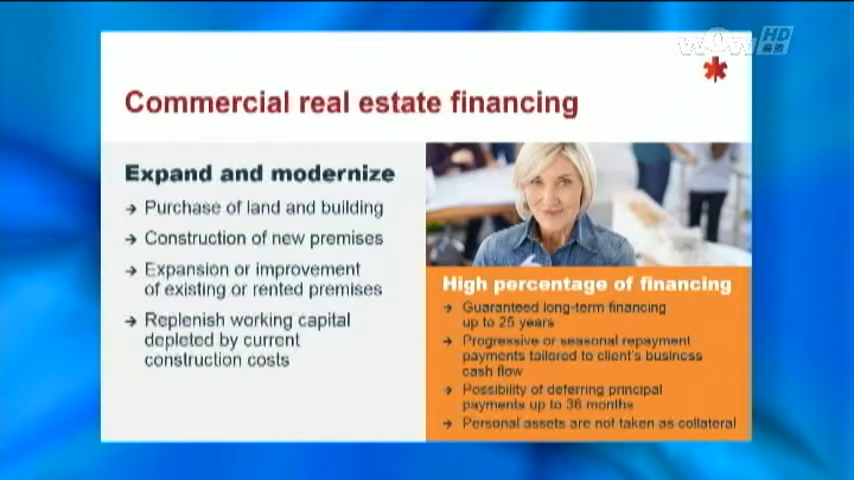 WOW HD
Commercial real estate financing
Expand and modernize
→ Purchase of land and building
→ Construction of new premises
→ Expansion or improvement
of existing or rented premises
→ Replenish working capital
depleted by current
construction costs
High percentage of financing
→ Guaranteed long-term financing
up to 25 years
→ Progressive or seasonal repayment
payments tailored to client's business
cash flow
→ Possibility of deferring principal
payments up to 36 months
→ Personal assets are not taken as collateral